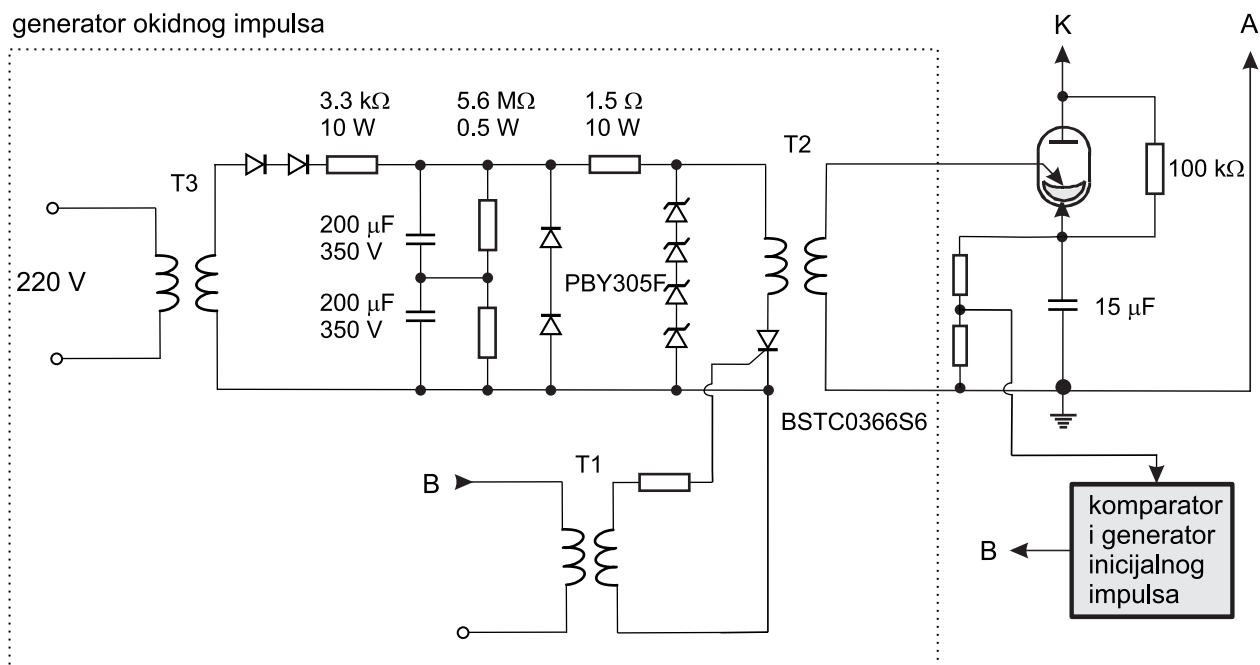 generator okidnog impulsa
K
A
3.3 kΩ
10 W
5.6 MΩ
0.5 W
1.5 Ω
10 W
T2
T3
100 kΩ
200 μF
350 V
220 V
PBY305F
200 μF
350 V
15 μF
BSTC0366S6
T1
B
komparator
i generator
inicijalnog
impulsa
B